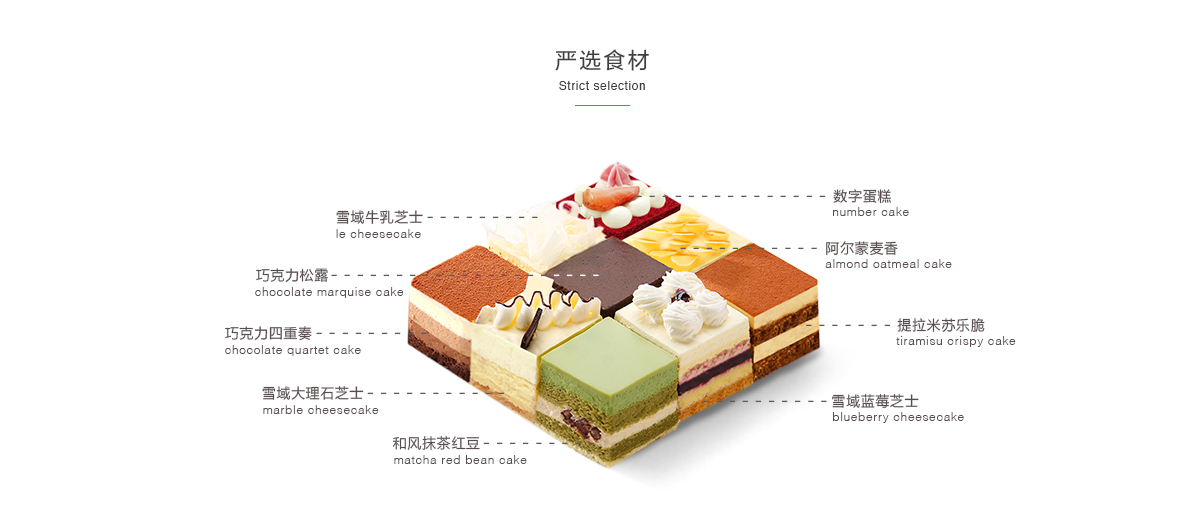 严选食材
Strict selection
数字蛋糕
number cake
雪域牛乳芝士
le cheesecake
阿尔蒙麦香
almond oatmeal cake
巧克力松露
chocolate marquise cake
提拉米苏乐脆
tiramisu crispy cake
巧克力四重奏
chocolate quartet cake
雪域大理石芝士
marble cheesecake
雪域蓝莓芝士
blueberry cheesecake
和风抹茶红豆
matcha red bean cake